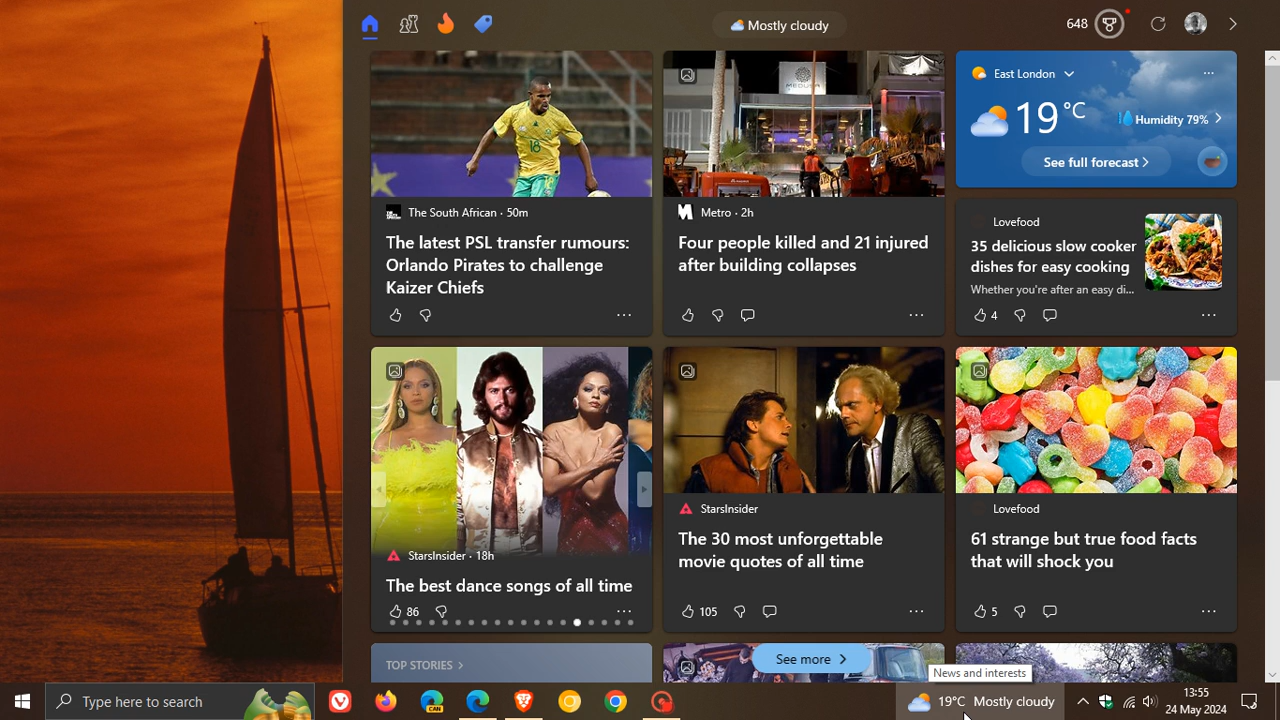 Mostly cloudy
648
MEDUSA
18
The South African · 50m
The latest PSL transfer rumours:
Orlando Pirates to challenge
Kaizer Chiefs
Metro · 2h
Four people killed and 21 injured
after building collapses
East London
19 °C
Humidity 79%
See full forecast
Lovefood
35 delicious slow cooker
dishes for easy cooking
Whether you're after an easy di...
4
StarsInsider · 18h
The best dance songs of all time
86
StarsInsider
The 30 most unforgettable
movie quotes of all time
105
Lovefood
61 strange but true food facts
that will shock you
5
TOP STORIES
See more
News and interests
Type here to search
CAN
19°C Mostly cloudy
13:55
24 May 2024